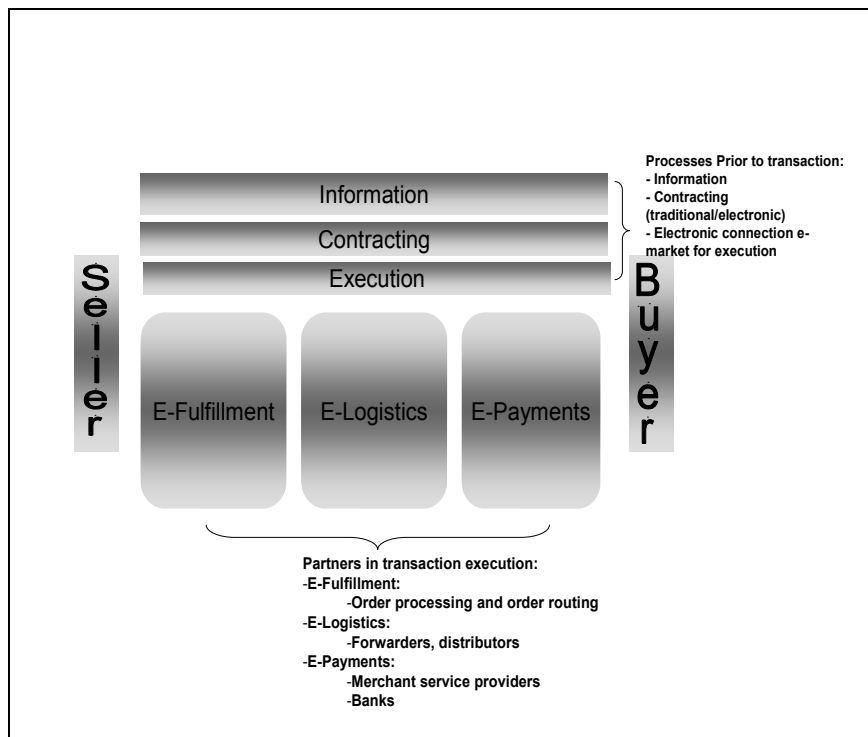 Processes Prior to transaction:
- Information
- Contracting
(traditional/electronic)
- Electronic connection e-
market for execution
Information
Contracting
Execution
Seller
Buyer
E-Fulfillment
E-Logistics
E-Payments
Partners in transaction execution:
-E-Fulfillment:
-Order processing and order routing
-E-Logistics:
-Forwarders, distributors
-E-Payments:
-Merchant service providers
-Banks